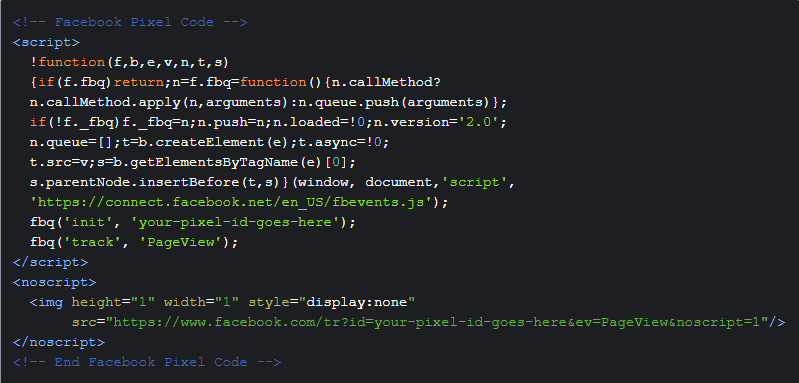 <!-- Facebook Pixel Code -->
<script>
  !function(f,b,e,v,n,t,s)
  {if(f.fbq)return;n=f.fbq=function(){n.callMethod?
  n.callMethod.apply(n,arguments):n.queue.push(arguments)};
  if(!f._fbq)f._fbq=n;n.push=n;n.loaded=!0;n.version='2.0';
  n.queue=[];t=b.createElement(e);t.async=!0;
  t.src=v;s=b.getElementsByTagName(e)[0];
  s.parentNode.insertBefore(t,s)}(window, document,'script',
  'https://connect.facebook.net/en_US/fbevents.js');
  fbq('init', 'your-pixel-id-goes-here');
  fbq('track', 'PageView');
</script>
<noscript>
  <img height="1" width="1" style="display:none"
       src="https://www.facebook.com/tr?id=your-pixel-id-goes-here&ev=PageView&noscript=1"/>
</noscript>
<!-- End Facebook Pixel Code -->